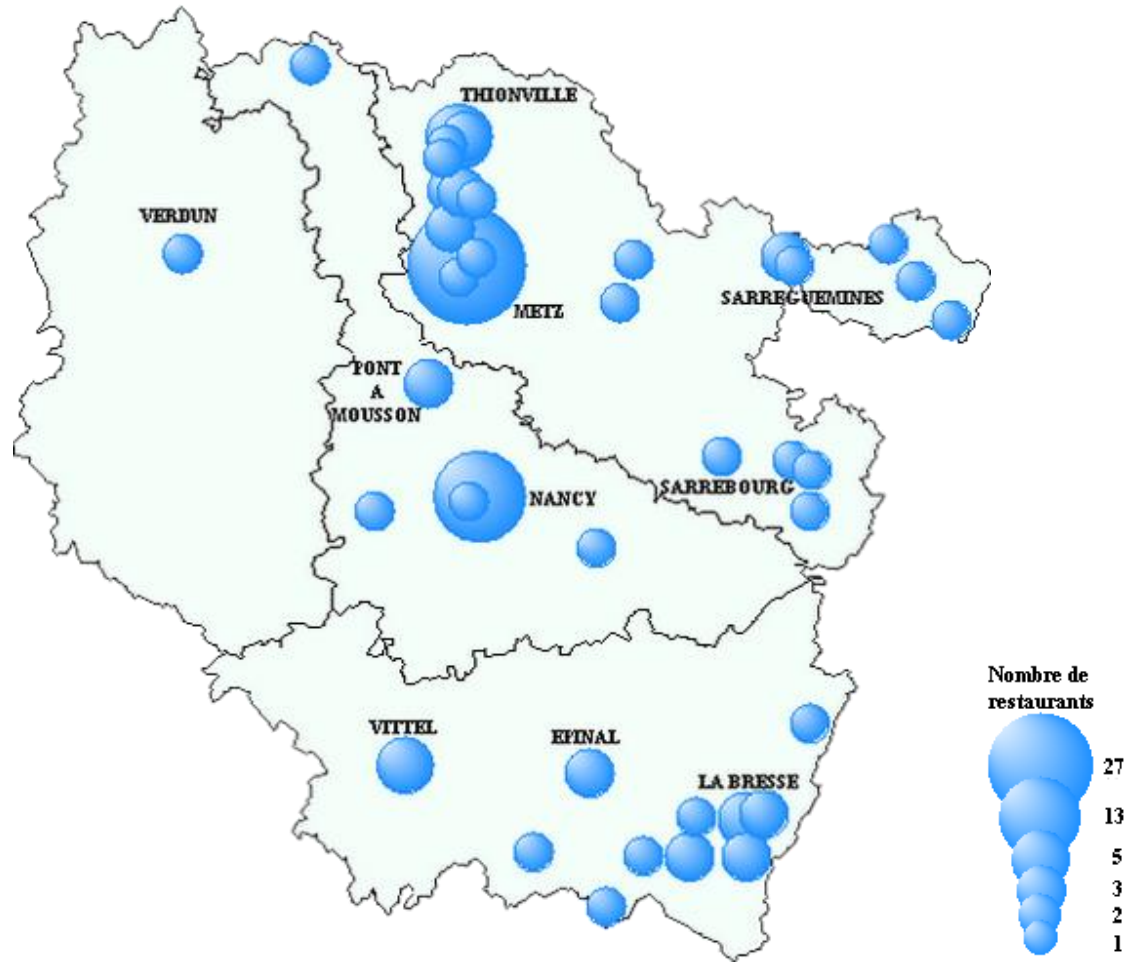 THIONVILLE
VERDUN
SARREGUEMINES
METZ
PONT
A
MOUSSON
SARREBOURG
NANCY
VITTEL
EPINAL
LA BRESSE
Nombre de
restaurants
27
13
5
3
2
1